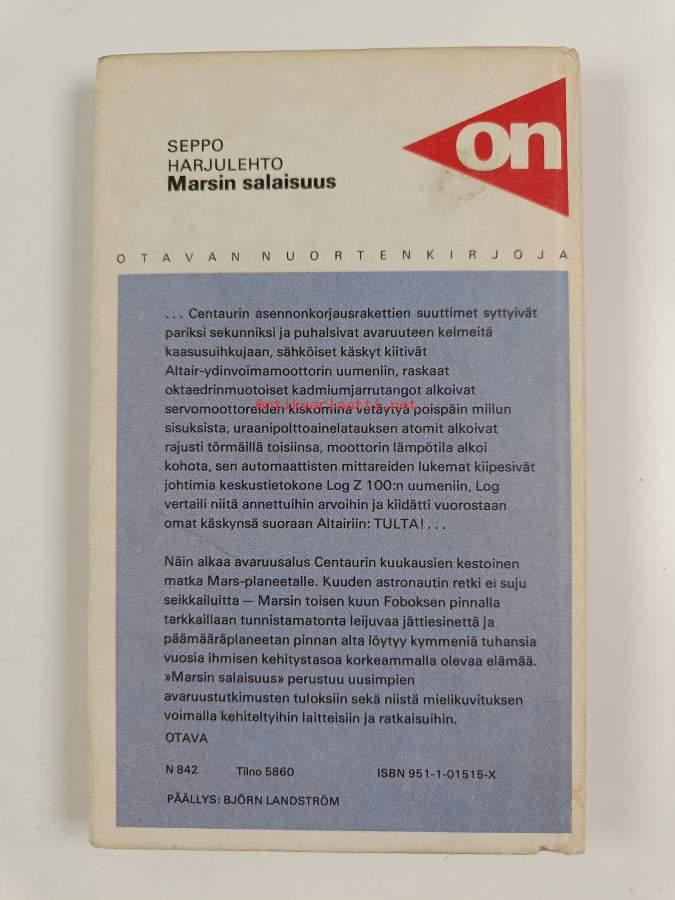 on
SEPPO
HARJULEHTO
Marsin salaisuus
OTAVAN NUORTENKIRJOJA
... Centaurin asennonkorjausrakettien suuttimet syttyivät
pariksi sekunniksi ja puhalsivat avaruuteen kelmeitä
kaasusuihkujaan, sähköiset käskyt kiitivät
Altair-ydinvoimamoottorin uumeniin, raskaat
oktaedrinmuotoiset kadmiumjarrutangot alkoivat
Antikvariaatti.net
servomoottoreiden kiskomina vetäytyä poispäin miilun
sisuksista, uraanipolttoainelatauksen atomit alkoivat
rajusti törmäillä toisiinsa, moottorin lämpötila alkoi
kohota, sen automaattisten mittareiden lukemat kiipesivät
johtimia keskustietokone Log Z 100:n uumeniin, Log
vertaili niitä annettuihin arvoihin ja kiidätti vuorostaan
omat käskynsä suoraan Altairiin: TULTA! ...
Näin alkaa avaruusalus Centaurin kuukausien kestoinen
matka Mars-planeetalle. Kuuden astronautin retki ei suju
seikkailuitta — Marsin toisen kuun Foboksen pinnalla
tarkkaillaan tunnistamatonta leijuvaa jättiesinettä ja
päämääräplaneetan pinnan alta löytyy kymmeniä tuhansia
vuosia ihmisen kehitystasoa korkeammalla olevaa elämää.
»Marsin salaisuus» perustuu uusimpien
avaruustutkimusten tuloksiin sekä niistä mielikuvituksen
voimalla kehiteltyihin laitteisiin ja ratkaisuihin.
OTAVA
N 842 Tilno 5860 ISBN 951-1-01515-X
PÄÄLLYS: BJÖRN LANDSTRÖM